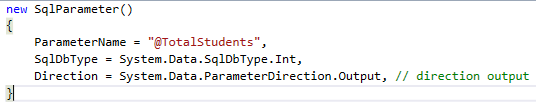 new SqlParameter()
{
ParameterName = "@TotalStudents",
SqlDbType = System.Data.SqlDbType.Int,
Direction = System.Data.ParameterDirection.Output, // direction output
}